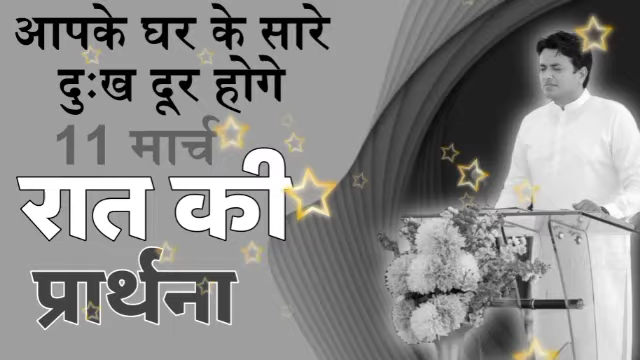 आपके घर के सारे
दुःख दूर होगे
11 मार्च
रात की
प्रार्थना